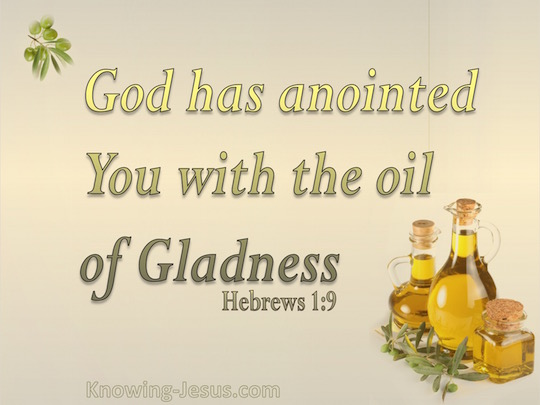 God has anointed
You with the oil
of Gladness
Hebrews 1:9
Knowing-Jesus.com